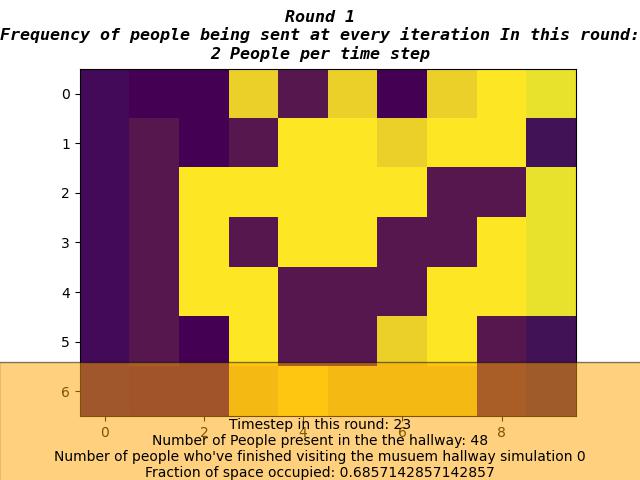 Round 1
Frequency of people being sent at every iteration In this round:
2 People per time step
0
1
2
3
4
5
6
0 2 4 6 8
Timestep in this round: 23
Number of People present in the the hallway: 48
Number of people who've finished visiting the musuem hallway simulation 0
Fraction of space occupied: 0.6857142857142857